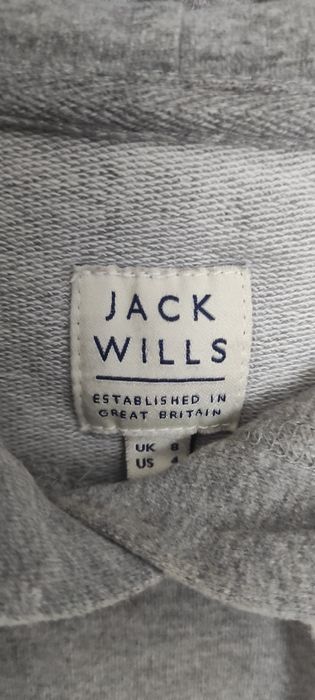 JACK
WILLS
ESTABLISHED IN
GREAT BRITAIN
UK 8
US 4